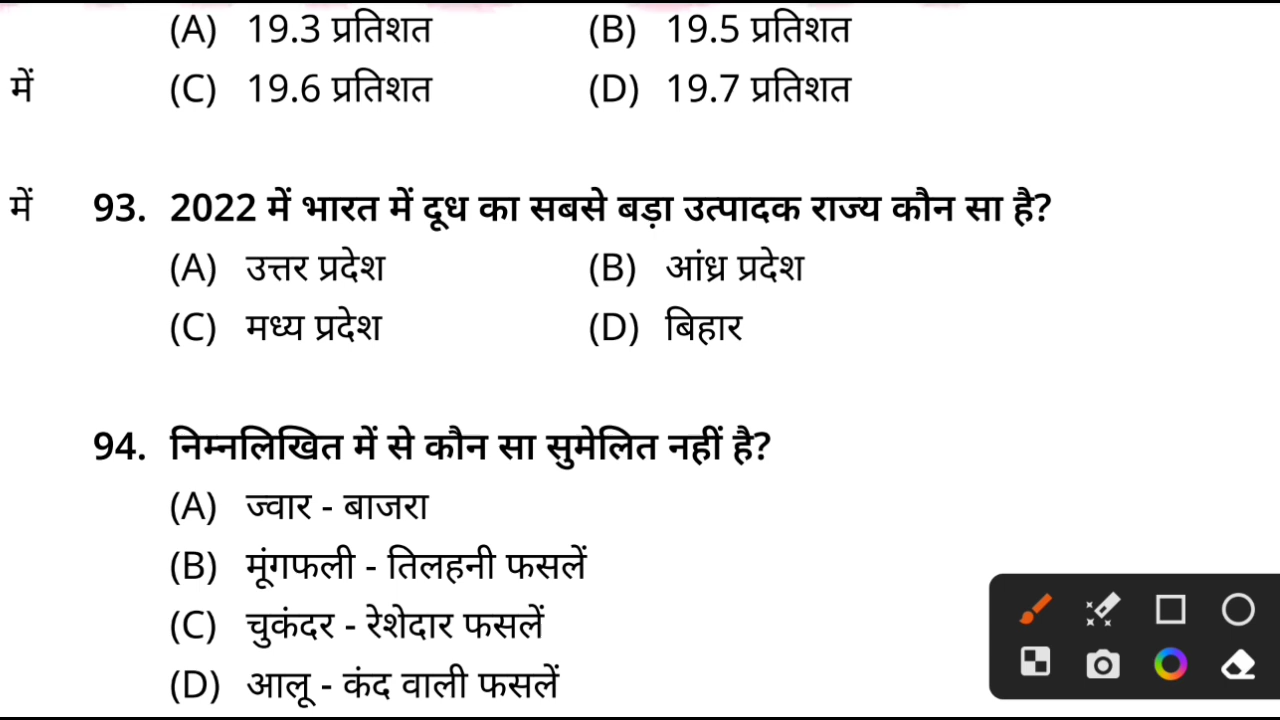 (A) 19.3 प्रतिशत (B) 19.5 प्रतिशत
में (C) 19.6 प्रतिशत (D) 19.7 प्रतिशत
में 93. 2022 में भारत में दूध का सबसे बड़ा उत्पादक राज्य कौन सा है?
(A) उत्तर प्रदेश (B) आंध्र प्रदेश
(C) मध्य प्रदेश (D) बिहार
94. निम्नलिखित में से कौन सा सुमेलित नहीं है?
(A) ज्वार - बाजरा
(B) मूंगफली - तिलहनी फसलें
(C) चुकंदर - रेशेदार फसलें
(D) आलू - कंद वाली फसलें